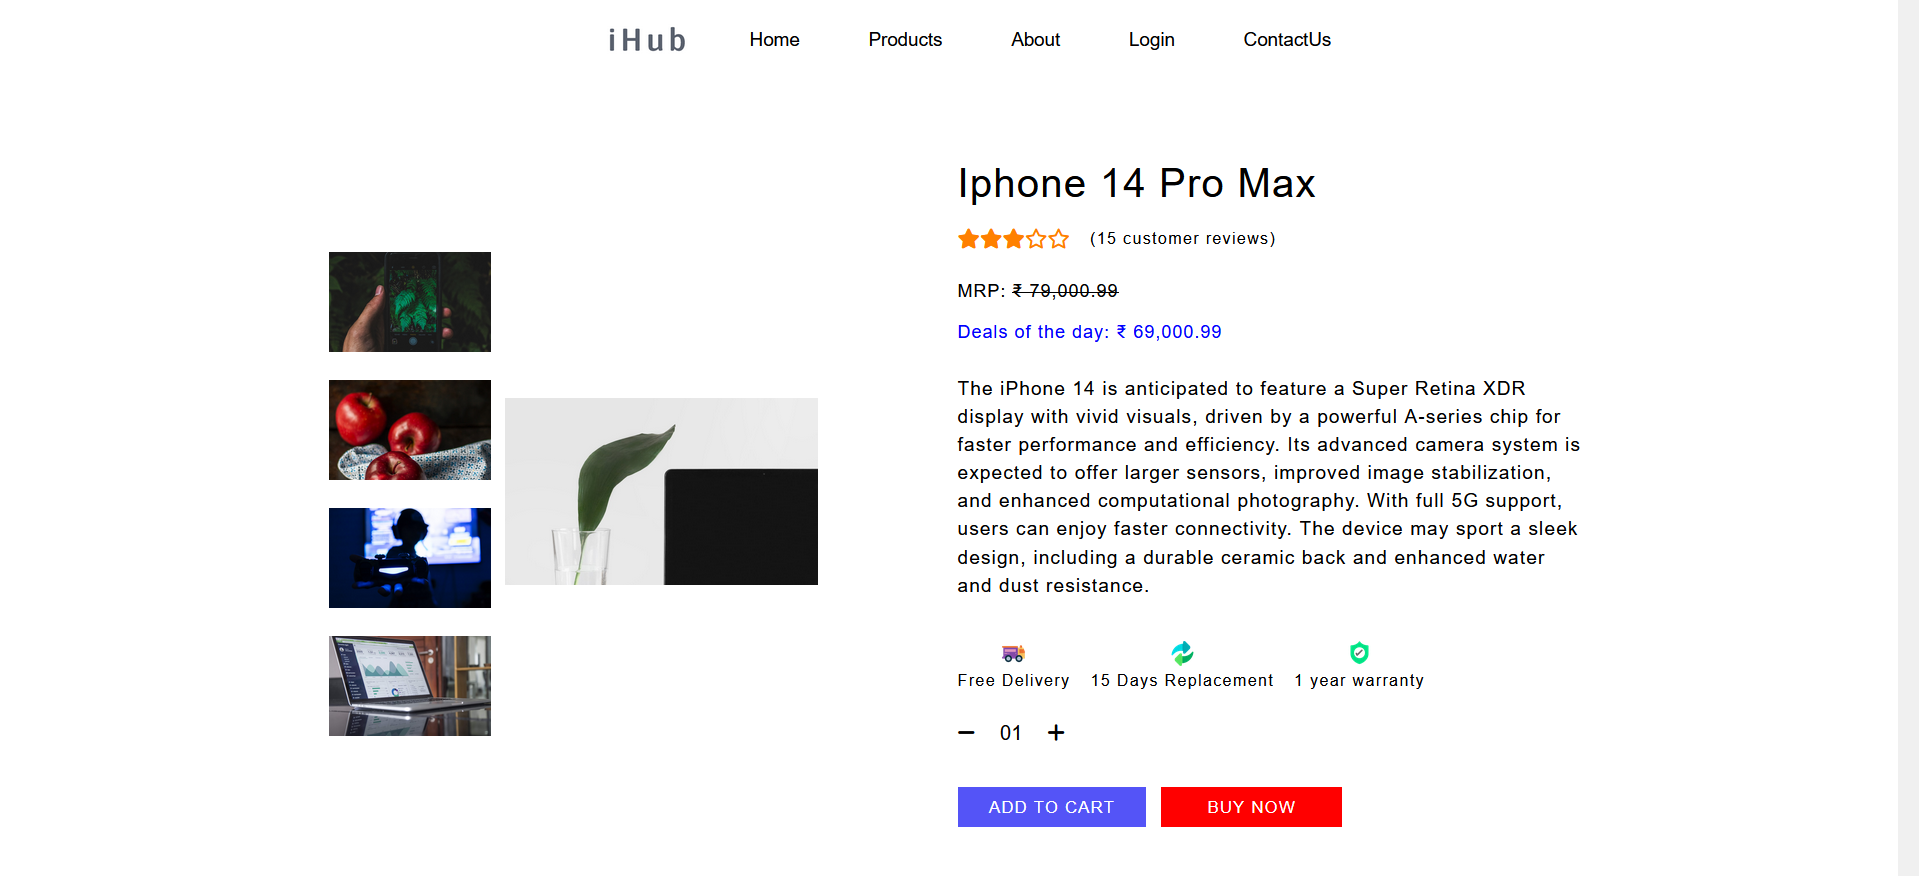 iHub Home Products About Login ContactUs
Iphone 14 Pro Max
(15 customer reviews)
MRP: ₹ 79,000.99
Deals of the day: ₹ 69,000.99
The iPhone 14 is anticipated to feature a Super Retina XDR
display with vivid visuals, driven by a powerful A-series chip for
faster performance and efficiency. Its advanced camera system is
expected to offer larger sensors, improved image stabilization,
and enhanced computational photography. With full 5G support,
users can enjoy faster connectivity. The device may sport a sleek
design, including a durable ceramic back and enhanced water
and dust resistance.
Free Delivery 15 Days Replacement 1 year warranty
01
ADD TO CART BUY NOW